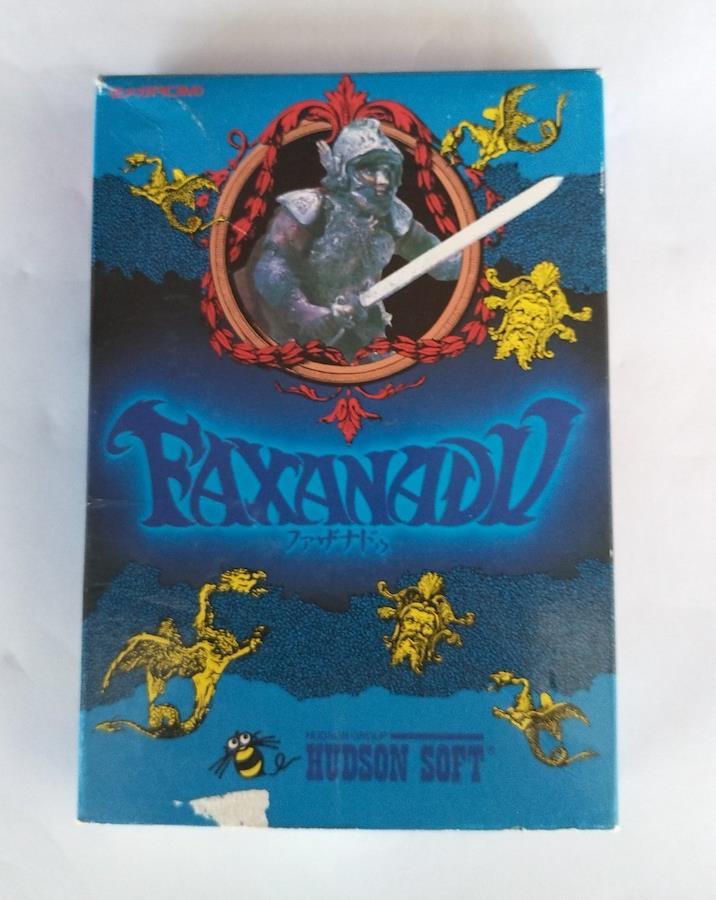 FAXANADU
ファザナドゥ
HUDSON GROUP
HUDSON SOFT®